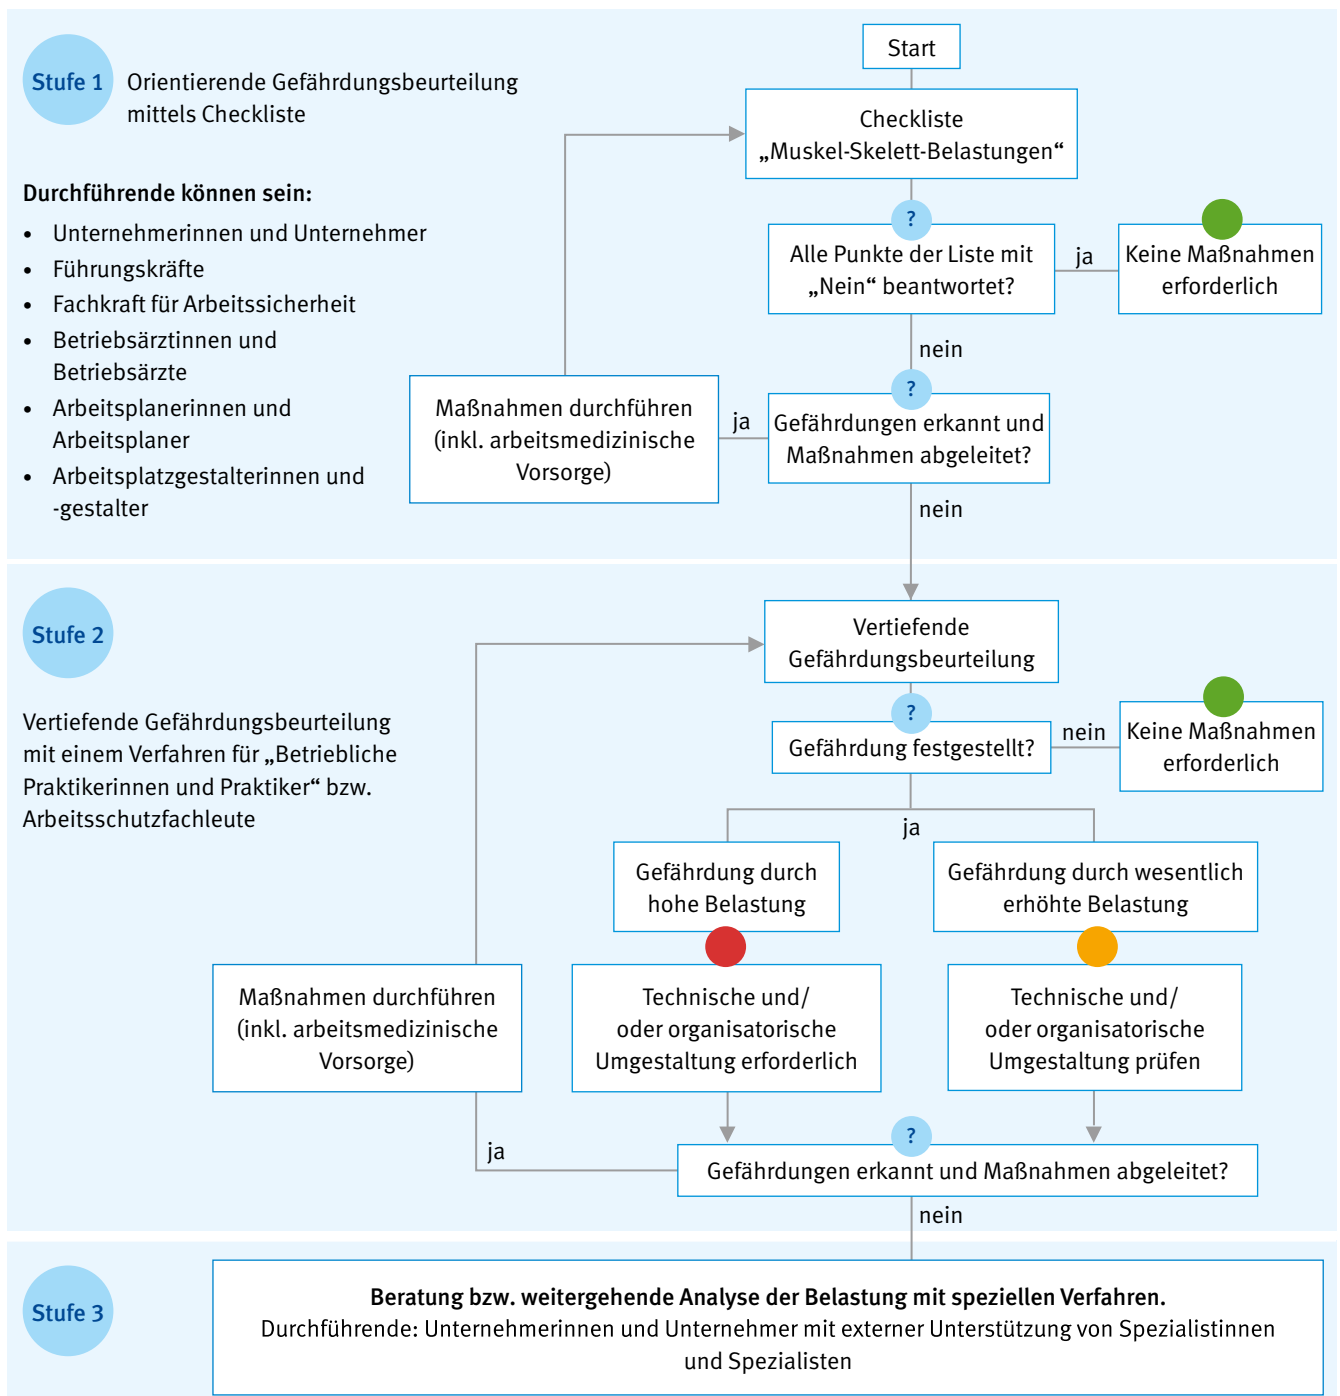 Stufe 1
Orientierende Gefährdungsbeurteilung
mittels Checkliste
Durchführende können sein:
• Unternehmerinnen und Unternehmer
• Führungskräfte
• Fachkraft für Arbeitssicherheit
• Betriebsärztinnen und
Betriebsärzte
• Arbeitsplanerinnen und
Arbeitsplaner
• Arbeitsplatzgestalterinnen und
-gestalter
Start
Checkliste
„Muskel-Skelett-Belastungen“
?
Alle Punkte der Liste mit
„Nein“ beantwortet?
ja
Keine Maßnahmen
erforderlich
nein
?
Gefährdungen erkannt und
Maßnahmen abgeleitet?
ja
Maßnahmen durchführen
(inkl. arbeitsmedizinische
Vorsorge)
nein
Stufe 2
Vertiefende Gefährdungsbeurteilung
mit einem Verfahren für „Betriebliche
Praktikerinnen und Praktiker“ bzw.
Arbeitsschutzfachleute
Vertiefende
Gefährdungsbeurteilung
?
Gefährdung festgestellt?
nein
Keine Maßnahmen
erforderlich
ja
Gefährdung durch
hohe Belastung
Gefährdung durch wesentlich
erhöhte Belastung
Technische und/
oder organisatorische
Umgestaltung erforderlich
Technische und/
oder organisatorische
Umgestaltung prüfen
Maßnahmen durchführen
(inkl. arbeitsmedizinische
Vorsorge)
?
ja
Gefährdungen erkannt und Maßnahmen abgeleitet?
nein
Stufe 3
Beratung bzw. weitergehende Analyse der Belastung mit speziellen Verfahren.
Durchführende: Unternehmerinnen und Unternehmer mit externer Unterstützung von Spezialistinnen
und Spezialisten